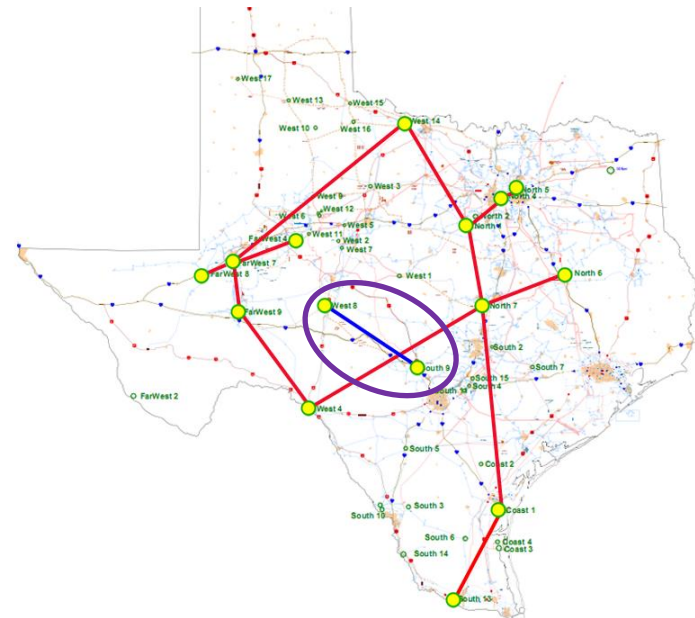 West 17
West 13
West 15
West 10
West 16
West 14
West 3
North 5
North 4
West 9
West 12
West 6
West 5
North 2
North
West 11
FarWest 4
West 2
West 7
FarWest 7
FarWest 8
West 1
North 6
West 8
North 7
FarWest 9
South 2
South 9
South 7
South 15
South 4
FarWest 2
West 4
South 5
Coast 2
South 3
South 10
Coast 1
South 6
Coast 4
Coast 3
South 14